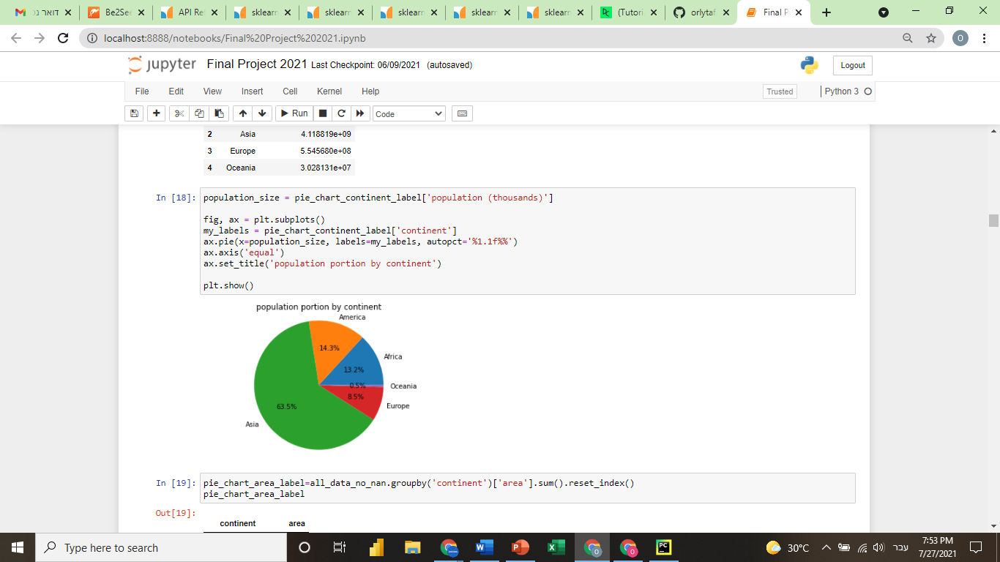 דואר נכ
Be2See
API Re
sklearn
sklearn
sklearn
sklearn
sklearn
(Tutori
orlytaf
Final P
localhost:8888/notebooks/Final%20Project%202021.ipynb
O
jupyter Final Project 2021 Last Checkpoint: 06/09/2021 (autosaved)
Logout
File Edit View Insert Cell Kernel Help
Trusted
Python 3
Run
Code
2 Asia 4.118819e+09
3 Europe 5.545680e+08
4 Oceania 3.028131e+07
In [18]: population_size = pie_chart_continent_label['population (thousands)']
fig, ax = plt.subplots()
my_labels = pie_chart_continent_label['continent']
ax.pie(x=population_size, labels=my_labels, autopct='%1.1f%%')
ax.axis('equal')
ax.set_title('population portion by continent')
plt.show()
population portion by continent
America
14.3%
Africa
13.2%
0.5%
Oceania
8.5%
Europe
63.5%
Asia
In [19]: pie_chart_area_label=all_data_no_nan.groupby('continent')['area'].sum().reset_index()
pie_chart_area_label
Out[19]:
continent area
Type here to search
30°C
עבר
7:53 PM
7/27/2021